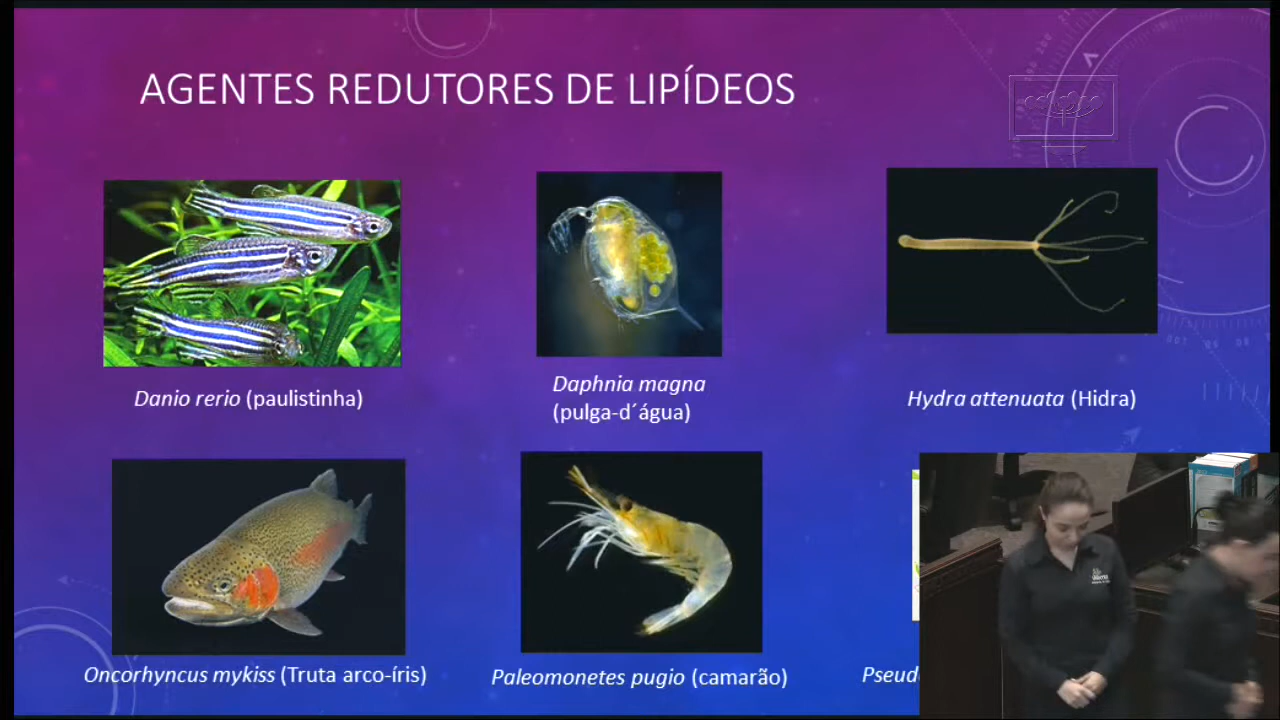 AGENTES REDUTORES DE LIPÍDEOS
Danio rerio (paulistinha)
Daphnia magna
(pulga-d´água)
Hydra attenuata (Hidra)
Oncorhyncus mykiss (Truta arco-íris)
Paleomonetes pugio (camarão)